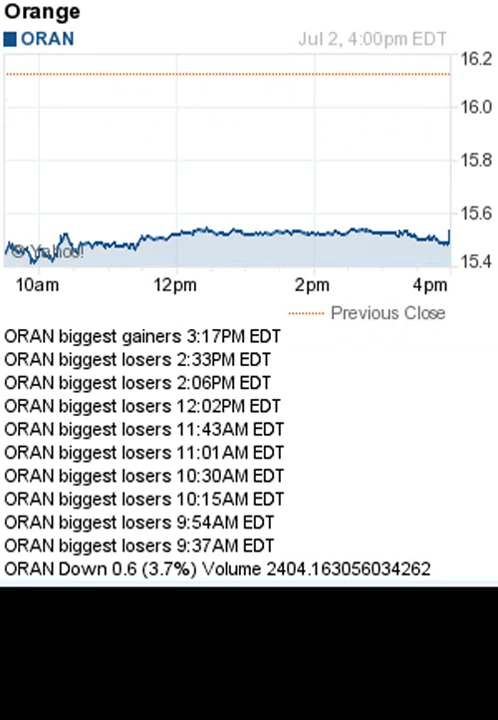 Orange
ORAN Jul 2, 4:00pm EDT
16.2
16.0
15.8
15.6
15.4
© Yahoo!
10am 12pm 2pm 4pm
Previous Close
ORAN biggest gainers 3:17PM EDT
ORAN biggest losers 2:33PM EDT
ORAN biggest losers 2:06PM EDT
ORAN biggest losers 12:02PM EDT
ORAN biggest losers 11:43AM EDT
ORAN biggest losers 11:01AM EDT
ORAN biggest losers 10:30AM EDT
ORAN biggest losers 10:15AM EDT
ORAN biggest losers 9:54AM EDT
ORAN biggest losers 9:37AM EDT
ORAN Down 0.6 (3.7%) Volume 2404.163056034262